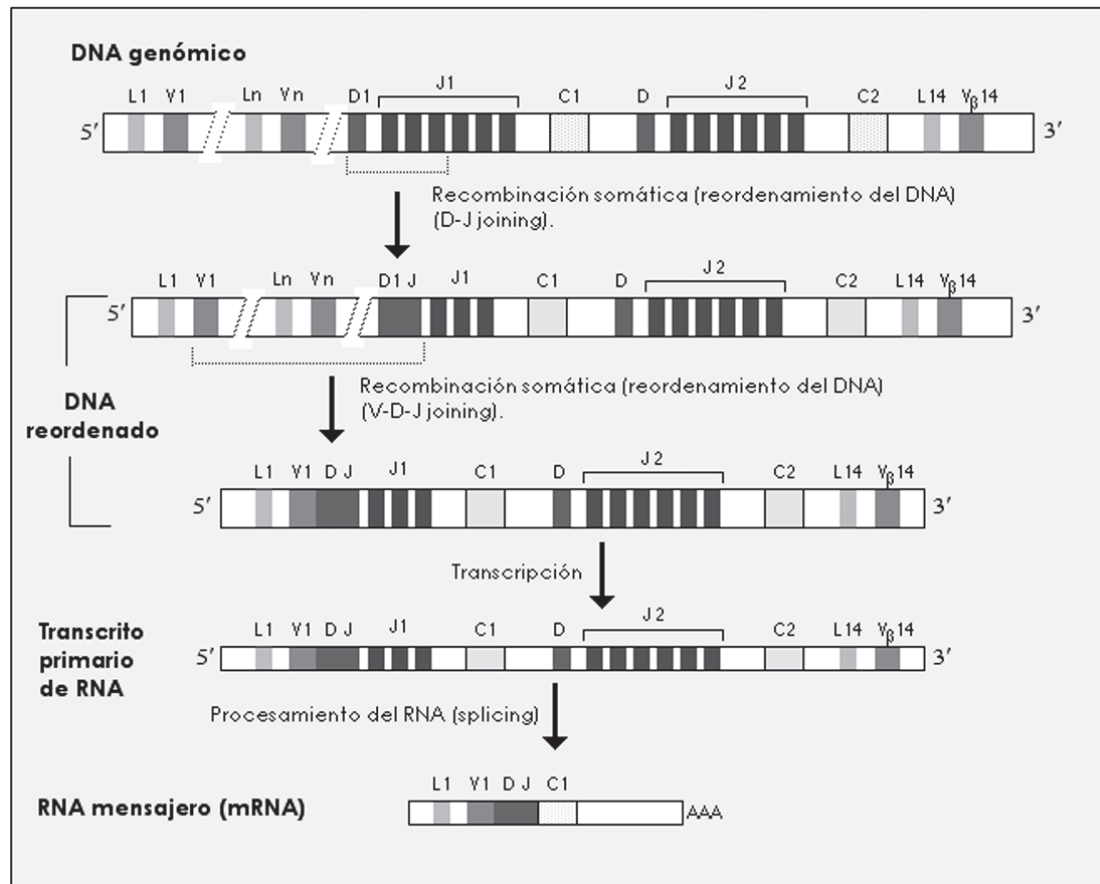 DNA genómico
J1 J2
L1 V1 Ln Vn D1 C1 D C2 L14 Vβ14
5′ 3′
Recombinación somática (reordenamiento del DNA)
(D-J joining).
J2
L1 V1 Ln Vn D1 J J1 C1 D C2 L14 Vβ14
5′ 3′
DNA
reordenado
Recombinación somática (reordenamiento del DNA)
(V-D-J joining).
J2
L1 V1 D J J1 C1 D C2 L14 Vβ14
5′ 3′
Transcripción
Transcrito
primario
de RNA
J2
L1 V1 D J J1 C1 D C2 L14 Vβ14
5′ 3′
Procesamiento del RNA (splicing)
L1 V1 D J C1
RNA mensajero (mRNA)
AAA